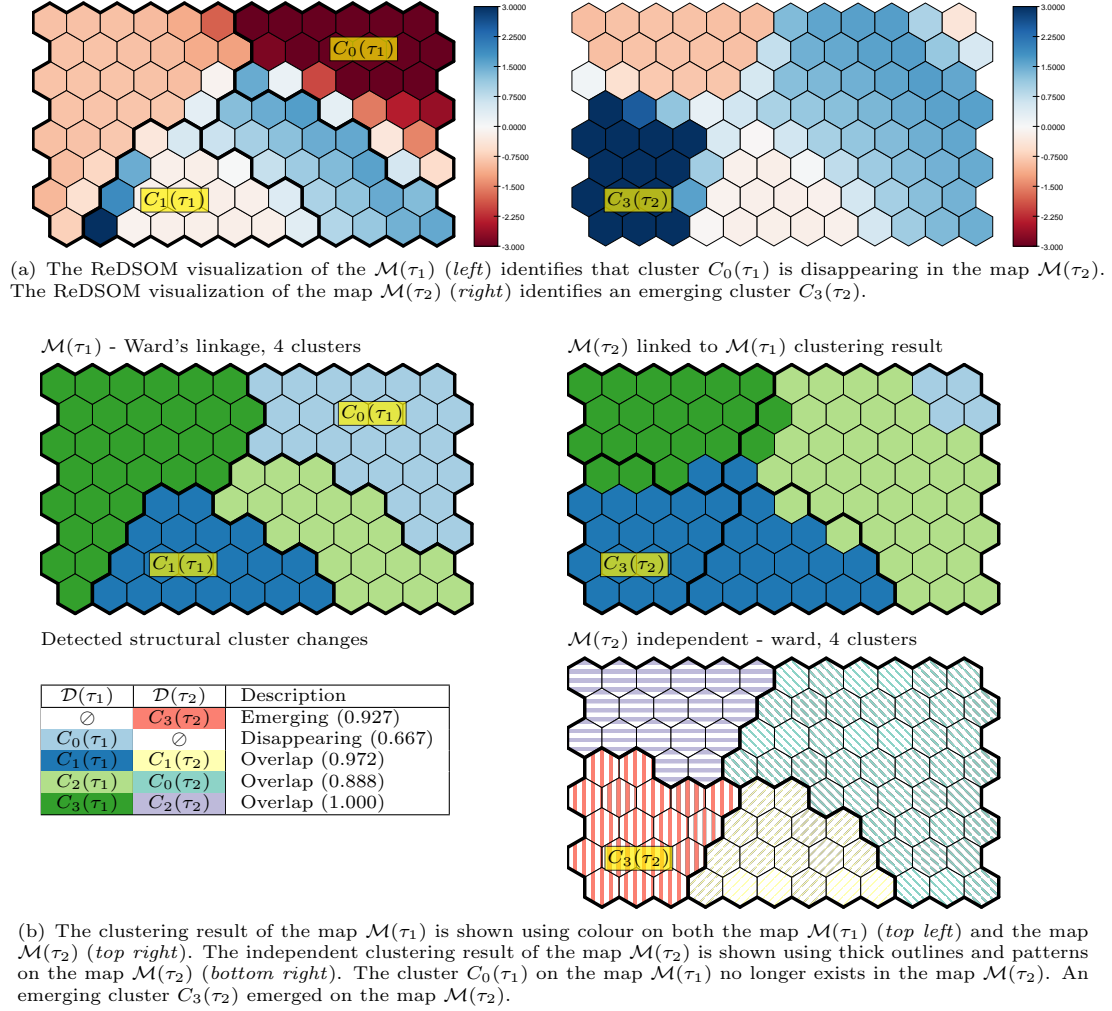 C₀(τ₁)
C₁(τ₁)
3.0000
2.2500
1.5000
0.7500
0.0000
-0.7500
-1.500
-2.250
-3.000
C₃(τ₂)
3.0000
2.2500
1.5000
0.7500
0.0000
-0.7500
-1.500
-2.250
-3.000
(a) The ReDSOM visualization of the ℳ(τ₁) (left) identifies that cluster C₀(τ₁) is disappearing in the map ℳ(τ₂).
The ReDSOM visualization of the map ℳ(τ₂) (right) identifies an emerging cluster C₃(τ₂).
ℳ(τ₁) - Ward's linkage, 4 clusters
C₀(τ₁)
C₁(τ₁)
ℳ(τ₂) linked to ℳ(τ₁) clustering result
C₃(τ₂)
Detected structural cluster changes
𝒟(τ₁) 𝒟(τ₂) Description
⊘ C₃(τ₂) Emerging (0.927)
C₀(τ₁) ⊘ Disappearing (0.667)
C₁(τ₁) C₁(τ₂) Overlap (0.972)
C₂(τ₁) C₀(τ₂) Overlap (0.888)
C₃(τ₁) C₂(τ₂) Overlap (1.000)
ℳ(τ₂) independent - ward, 4 clusters
C₃(τ₂)
(b) The clustering result of the map ℳ(τ₁) is shown using colour on both the map ℳ(τ₁) (top left) and the map
ℳ(τ₂) (top right). The independent clustering result of the map ℳ(τ₂) is shown using thick outlines and patterns
on the map ℳ(τ₂) (bottom right). The cluster C₀(τ₁) on the map ℳ(τ₁) no longer exists in the map ℳ(τ₂). An
emerging cluster C₃(τ₂) emerged on the map ℳ(τ₂).